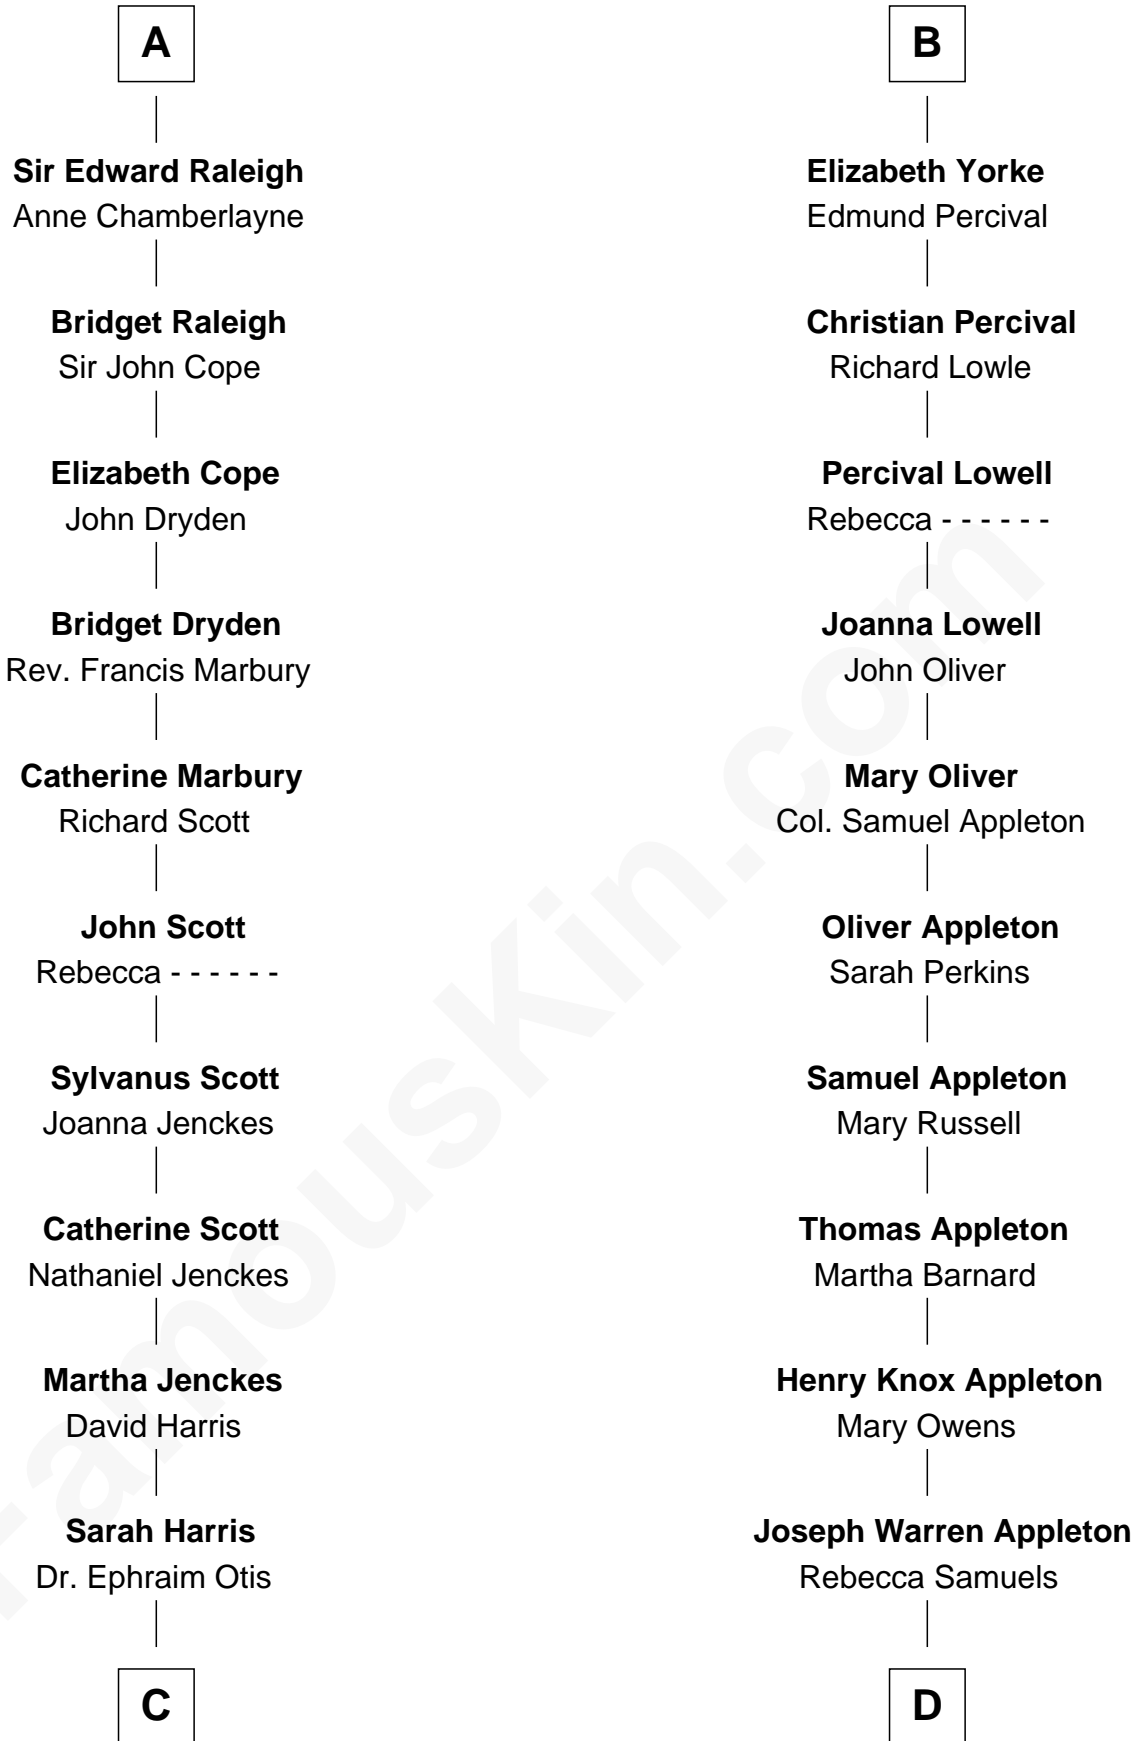 A
Sir Edward Raleigh
Anne Chamberlayne
Bridget Raleigh
Sir John Cope
Elizabeth Cope
John Dryden
Bridget Dryden
Rev. Francis Marbury
Catherine Marbury
Richard Scott
John Scott
Rebecca - - - - - -
Sylvanus Scott
Joanna Jenckes
Catherine Scott
Nathaniel Jenckes
Martha Jenckes
David Harris
Sarah Harris
Dr. Ephraim Otis
C
B
Elizabeth Yorke
Edmund Percival
Christian Percival
Richard Lowle
Percival Lowell
Rebecca - - - - - -
Joanna Lowell
John Oliver
Mary Oliver
Col. Samuel Appleton
Oliver Appleton
Sarah Perkins
Samuel Appleton
Mary Russell
Thomas Appleton
Martha Barnard
Henry Knox Appleton
Mary Owens
Joseph Warren Appleton
Rebecca Samuels
D
FamousKin.com